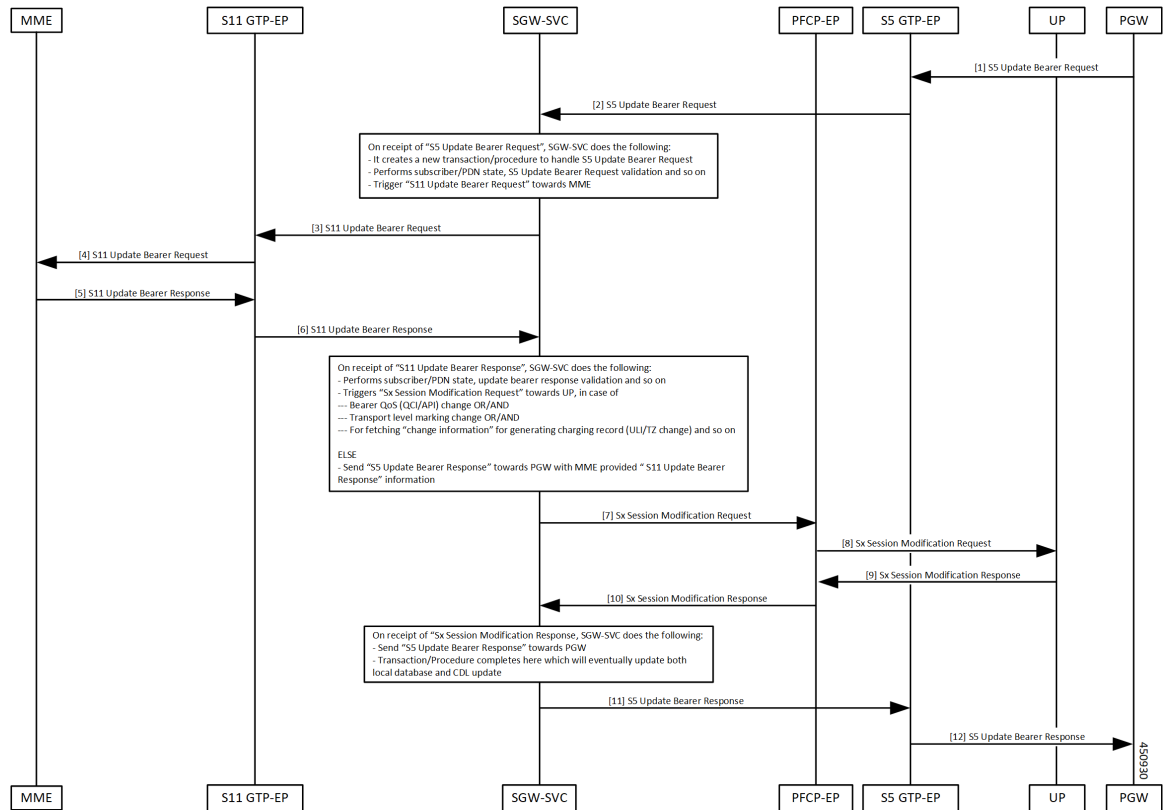 MME
S11 GTP-EP
SGW-SVC
PFCP-EP
S5 GTP-EP
UP
PGW
[1] S5 Update Bearer Request
[2] S5 Update Bearer Request
On receipt of "S5 Update Bearer Request", SGW-SVC does the following:
- It creates a new transaction/procedure to handle S5 Update Bearer Request
- Performs subscriber/PDN state, S5 Update Bearer Request validation and so on
- Trigger "S11 Update Bearer Request" towards MME
[3] S11 Update Bearer Request
[4] S11 Update Bearer Request
[5] S11 Update Bearer Response
[6] S11 Update Bearer Response
On receipt of "S11 Update Bearer Response", SGW-SVC does the following:
- Performs subscriber/PDN state, update bearer response validation and so on
- Triggers "Sx Session Modification Request" towards UP, in case of
--- Bearer QoS (QCI/API) change OR/AND
--- Transport level marking change OR/AND
--- For fetching "change information" for generating charging record (ULI/TZ change) and so on
ELSE
- Send "S5 Update Bearer Response" towards PGW with MME provided " S11 Update Bearer
Response" information
[7] Sx Session Modification Request
[8] Sx Session Modification Request
[9] Sx Session Modification Response
[10] Sx Session Modification Response
On receipt of "Sx Session Modification Response, SGW-SVC does the following:
- Send "S5 Update Bearer Response" towards PGW
- Transaction/Procedure completes here which will eventually update both
local database and CDL update
[11] S5 Update Bearer Response
[12] S5 Update Bearer Response
450930
MME
S11 GTP-EP
SGW-SVC
PFCP-EP
S5 GTP-EP
UP
PGW